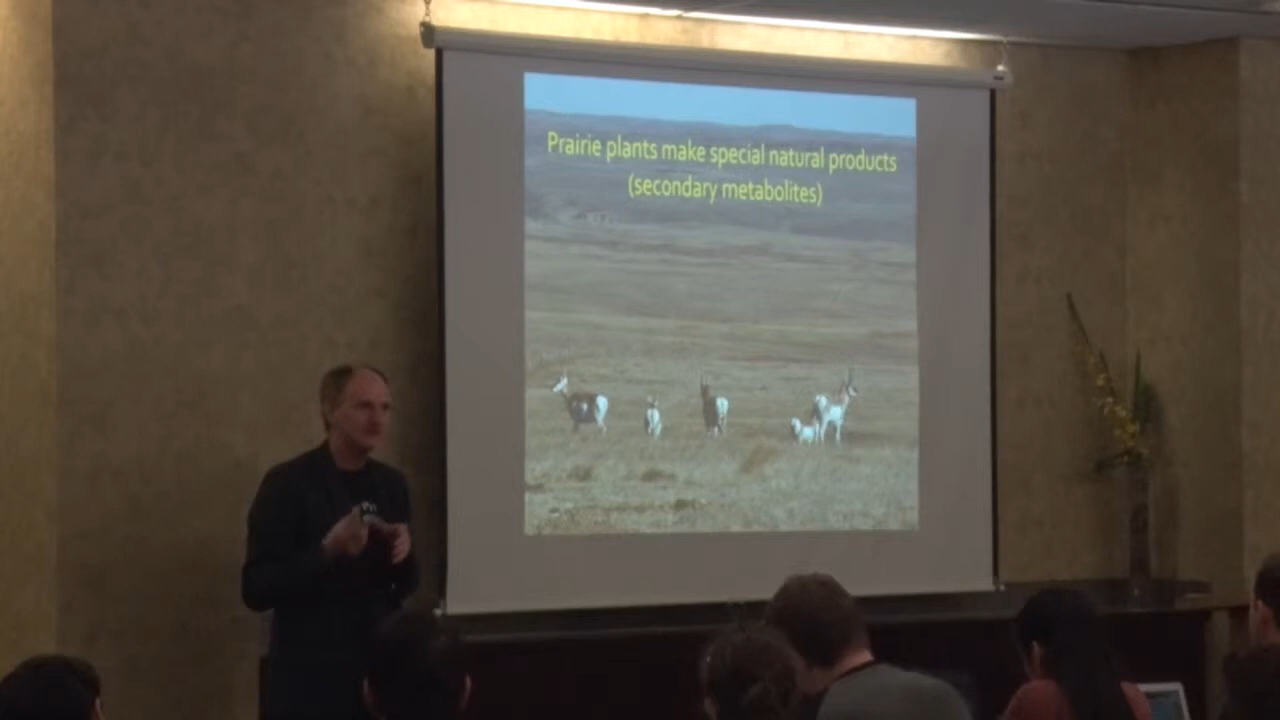 Prairie plants make special natural products
(secondary metabolites)